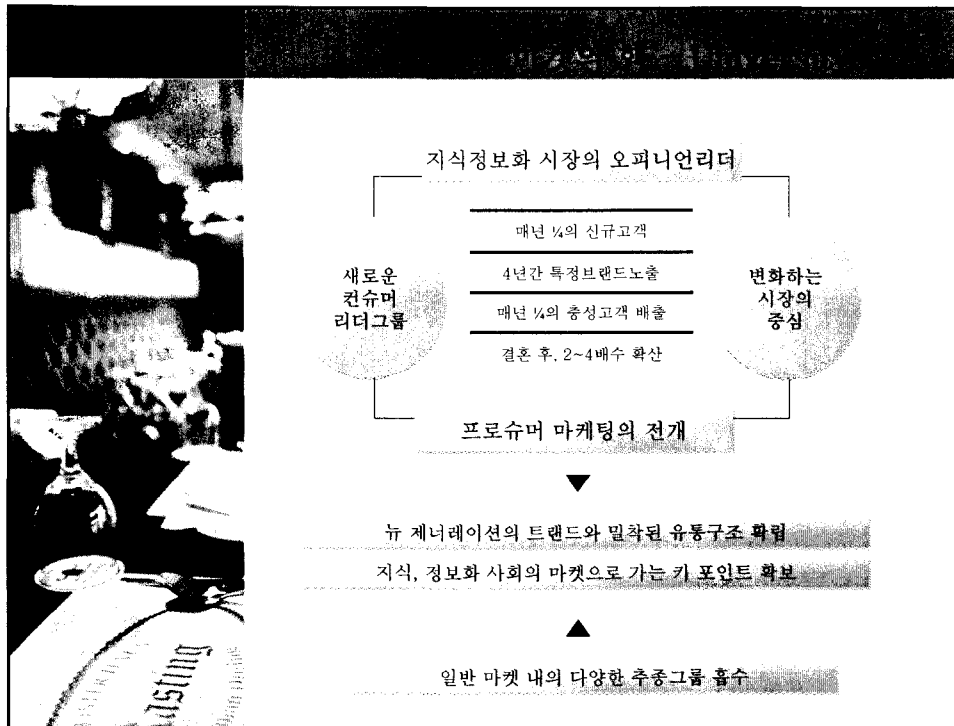 지식정보화 시장의 오피니언리더
매년 ¼의 신규고객
4년간 특정브랜드노출
매년 ¼의 충성고객 배출
결혼 후, 2~4배수 확산
새로운
컨슈머
리더그룹
변화하는
시장의
중심
프로슈머 마케팅의 전개
뉴 제너레이션의 트랜드와 밀착된 유통구조 확립
지식, 정보화 사회의 마켓으로 가는 키 포인트 확보
일반 마켓 내의 다양한 추종그룹 흡수
asting